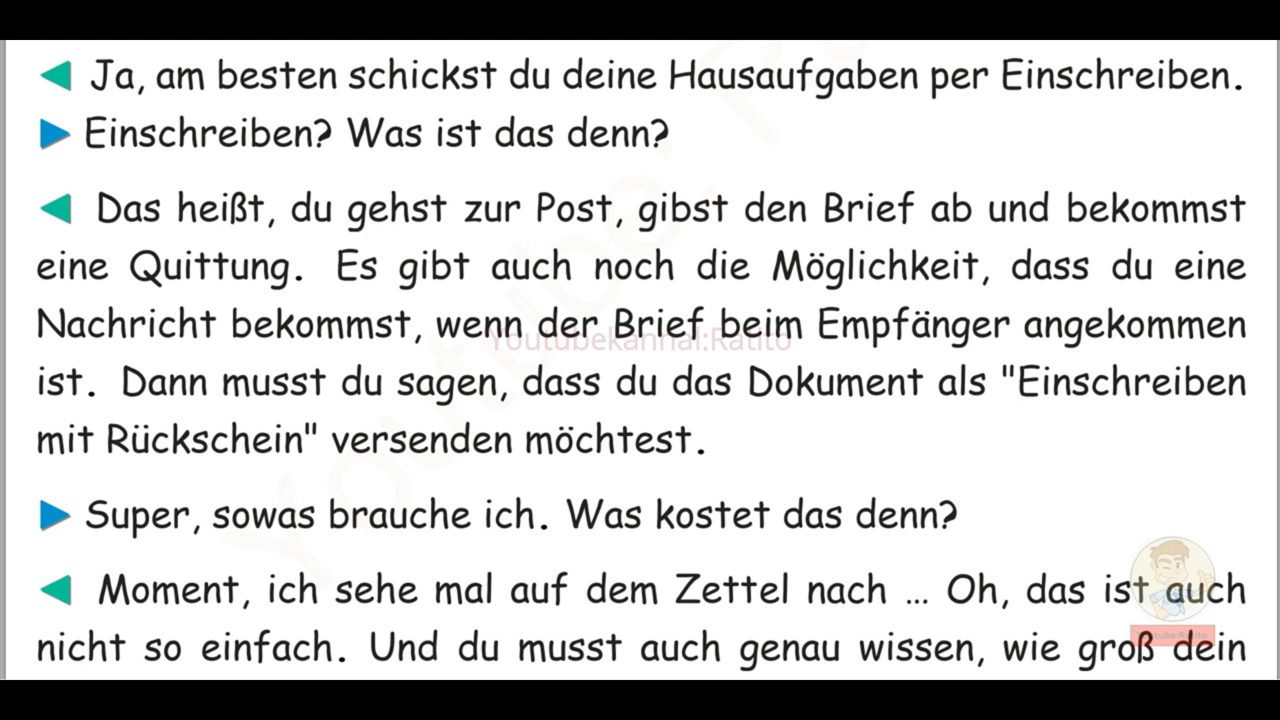 Ja, am besten schickst du deine Hausaufgaben per Einschreiben.
Einschreiben? Was ist das denn?
Das heißt, du gehst zur Post, gibst den Brief ab und bekommst
eine Quittung. Es gibt auch noch die Möglichkeit, dass du eine
Nachricht bekommst, wenn der Brief beim Empfänger angekommen
Youtubekannal:Ratito
ist. Dann musst du sagen, dass du das Dokument als "Einschreiben
mit Rückschein" versenden möchtest.
Super, sowas brauche ich. Was kostet das denn?
Moment, ich sehe mal auf dem Zettel nach ... Oh, das ist auch
nicht so einfach. Und du musst auch genau wissen, wie groß dein